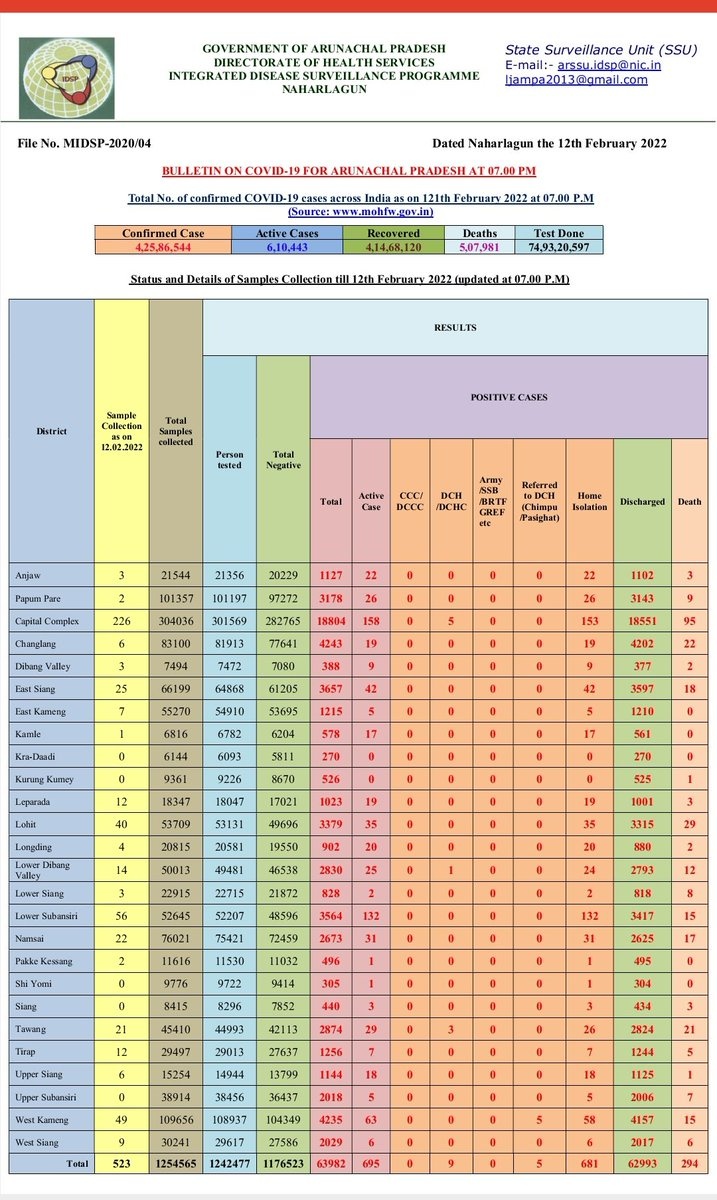 IDSP
GOVERNMENT OF ARUNACHAL PRADESH
DIRECTORATE OF HEALTH SERVICES
INTEGRATED DISEASE SURVEILLANCE PROGRAMME
NAHARLAGUN
State Surveillance Unit (SSU)
E-mail:- arssu.idsp@nic.in
ljampa2013@gmail.com
File No. MIDSP-2020/04 Dated Naharlagun the 12th February 2022
BULLETIN ON COVID-19 FOR ARUNACHAL PRADESH AT 07.00 PM
Total No. of confirmed COVID-19 cases across India as on 121th February 2022 at 07.00 P.M
(Source: www.mohfw.gov.in)
Confirmed Case Active Cases Recovered Deaths Test Done
4,25,86,544 6,10,443 4,14,68,120 5,07,981 74,93,20,597
Status and Details of Samples Collection till 12th February 2022 (updated at 07.00 P.M)
District
Sample
Collection
as on
12.02.2022
Total
Samples
collected
RESULTS
Person
tested
Total
Negative
POSITIVE CASES
Total
Active
Case
CCC/
DCCC
DCH
/DCHC
Army
/SSB
/BRTF
GREF
etc
Referred
to DCH
(Chimpu
/Pasighat)
Home
Isolation
Discharged
Death
Anjaw 3 21544 21356 20229 1127 22 0 0 0 0 22 1102 3
Papum Pare 2 101357 101197 97272 3178 26 0 0 0 0 26 3143 9
Capital Complex 226 304036 301569 282765 18804 158 0 5 0 0 153 18551 95
Changlang 6 83100 81913 77641 4243 19 0 0 0 0 19 4202 22
Dibang Valley 3 7494 7472 7080 388 9 0 0 0 0 9 377 2
East Siang 25 66199 64868 61205 3657 42 0 0 0 0 42 3597 18
East Kameng 7 55270 54910 53695 1215 5 0 0 0 0 5 1210 0
Kamle 1 6816 6782 6204 578 17 0 0 0 0 17 561 0
Kra-Daadi 0 6144 6093 5811 270 0 0 0 0 0 0 270 0
Kurung Kumey 0 9361 9226 8670 526 0 0 0 0 0 0 525 1
Leparada 12 18347 18047 17021 1023 19 0 0 0 0 19 1001 3
Lohit 40 53709 53131 49696 3379 35 0 0 0 0 35 3315 29
Longding 4 20815 20581 19550 902 20 0 0 0 0 20 880 2
Lower Dibang
Valley 14 50013 49481 46538 2830 25 0 1 0 0 24 2793 12
Lower Siang 3 22915 22715 21872 828 2 0 0 0 0 2 818 8
Lower Subansiri 56 52645 52207 48596 3564 132 0 0 0 0 132 3417 15
Namsai 22 76021 75421 72459 2673 31 0 0 0 0 31 2625 17
Pakke Kessang 2 11616 11530 11032 496 1 0 0 0 0 1 495 0
Shi Yomi 0 9776 9722 9414 305 1 0 0 0 0 1 304 0
Siang 0 8415 8296 7852 440 3 0 0 0 0 3 434 3
Tawang 21 45410 44993 42113 2874 29 0 3 0 0 26 2824 21
Tirap 12 29497 29013 27637 1256 7 0 0 0 0 7 1244 5
Upper Siang 6 15254 14944 13799 1144 18 0 0 0 0 18 1125 1
Upper Subansiri 0 38914 38456 36437 2018 5 0 0 0 0 5 2006 7
West Kameng 49 109656 108937 104349 4235 63 0 0 0 5 58 4157 15
West Siang 9 30241 29617 27586 2029 6 0 0 0 0 6 2017 6
Total 523 1254565 1242477 1176523 63982 695 0 9 0 5 681 62993 294